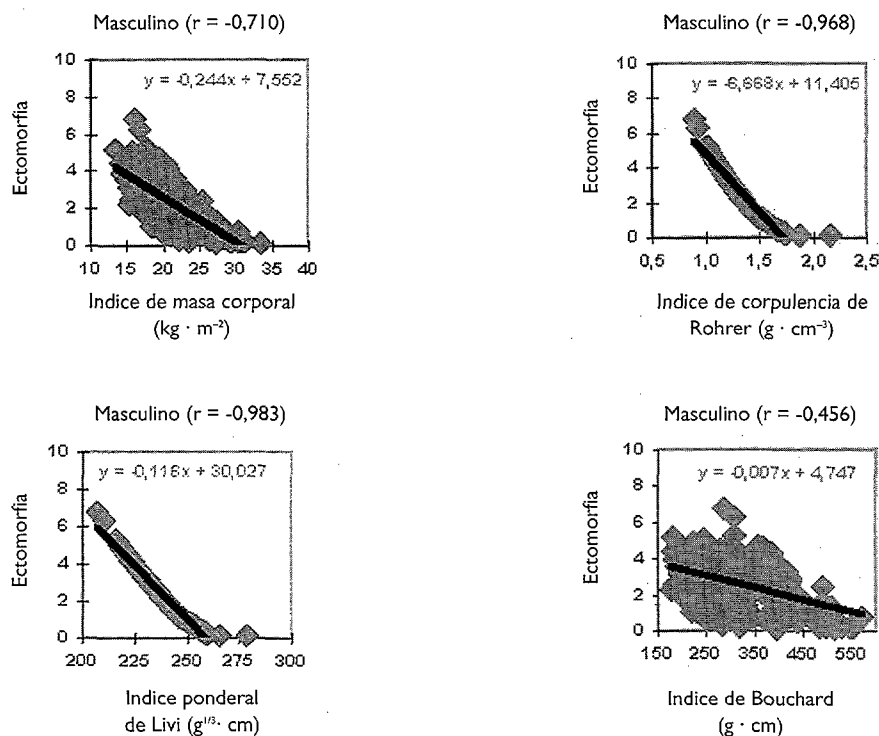 Masculino (r = -0,710)
y = -0,244x + 7,552
Ectomorfia
10
8
6
4
2
0
10 15 20 25 30 35 40
Indice de masa corporal
(kg · m⁻²)
Masculino (r = -0,968)
y = -6,668x + 11,405
Ectomorfia
10
8
6
4
2
0
0,5 1,0 1,5 2,0 2,5
Indice de corpulencia de
Rohrer (g · cm⁻³)
Masculino (r = -0,983)
y = -0,116x + 30,027
Ectomorfia
10
8
6
4
2
0
200 225 250 275 300
Indice ponderal
de Livi (g¹/³· cm)
Masculino (r = -0,456)
y = -0,007x + 4,747
Ectomorfia
10
8
6
4
2
0
150 250 350 450 550
Indice de Bouchard
(g · cm)